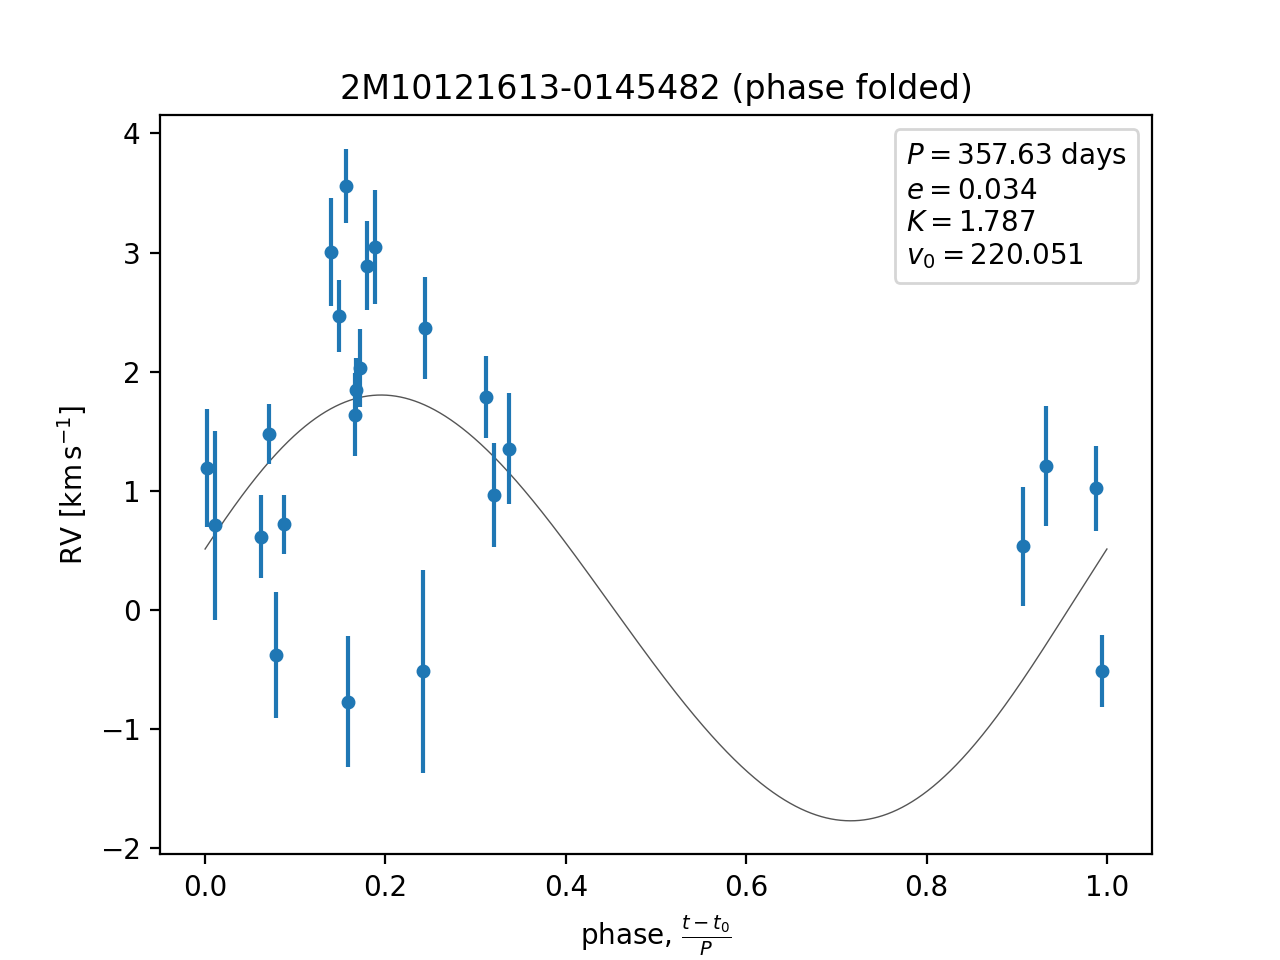 2M10121613-0145482 (phase folded)
P = 357.63 days
e = 0.034
K = 1.787
v₀ = 220.051
4
3
2
1
0
−1
−2
RV [km s⁻¹]
0.0 0.2 0.4 0.6 0.8 1.0
phase, (t − t₀)/P